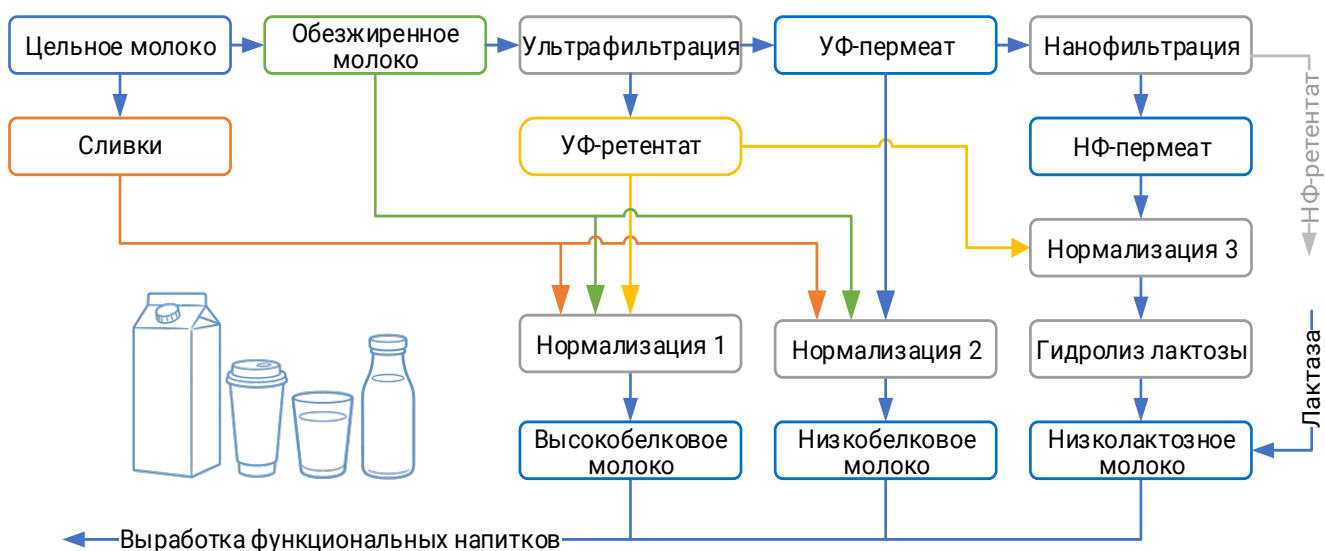 Цельное молоко
Обезжиренное
молоко
Ультрафильтрация
УФ-пермеат
Нанофильтрация
НФ-ретентат
Сливки
УФ-ретентат
НФ-пермеат
Нормализация 3
Нормализация 1
Нормализация 2
Гидролиз лактозы
Лактаза
Высокобелковое
молоко
Низкобелковое
молоко
Низколактозное
молоко
Выработка функциональных напитков